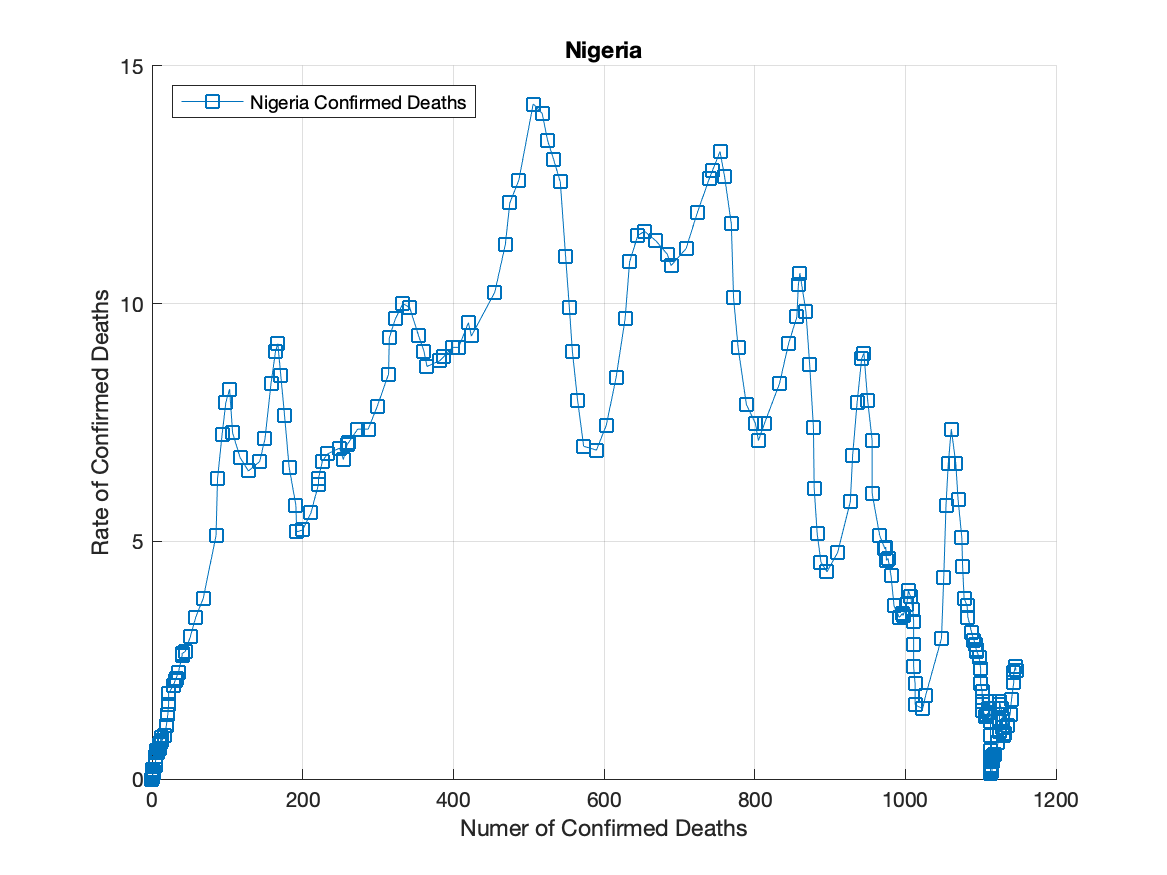 Nigeria
Nigeria Confirmed Deaths
15
10
5
0
Rate of Confirmed Deaths
0 200 400 600 800 1000 1200
Numer of Confirmed Deaths